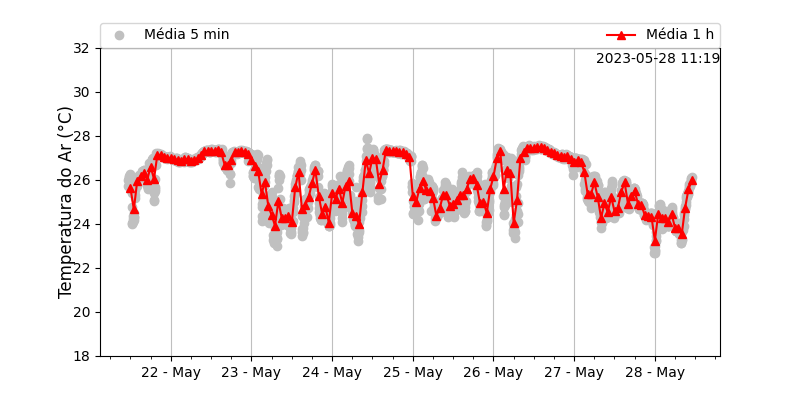 Média 5 min
Média 1 h
2023-05-28 11:19
Temperatura do Ar (°C)
32
30
28
26
24
22
20
18
22 - May
23 - May
24 - May
25 - May
26 - May
27 - May
28 - May